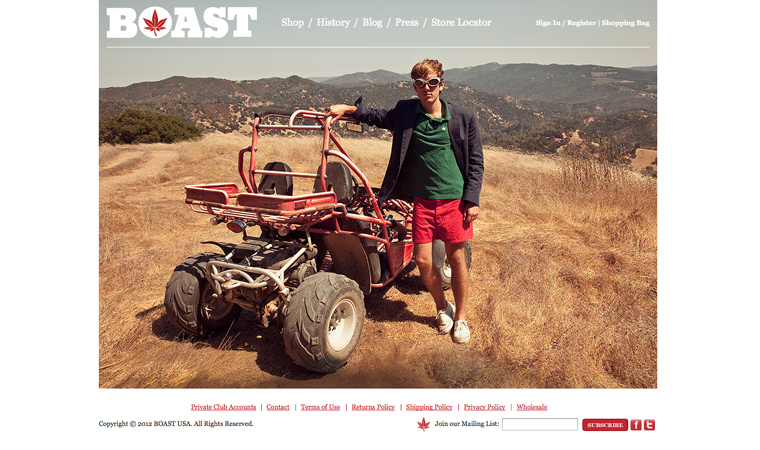 BOAST
Shop / History / Blog / Press / Store Locator
Sign In / Register | Shopping Bag
Private Club Accounts | Contact | Terms of Use | Returns Policy | Shipping Policy | Privacy Policy | Wholesale
Copyright © 2012 BOAST USA. All Rights Reserved.
Join our Mailing List:
SUBSCRIBE
f
t